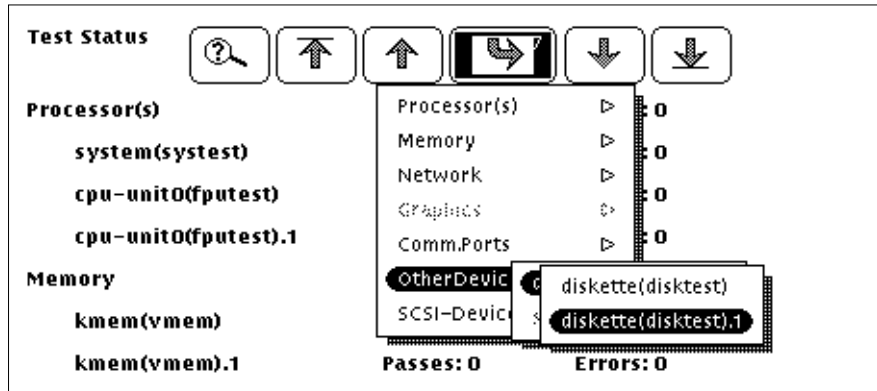 Test Status
Processor(s)
: 0
system(systest)
: 0
cpu-unit0(fputest)
: 0
cpu-unit0(fputest).1
: 0
Memory
kmem(vmem)
kmem(vmem).1
Passes: 0
Errors: 0
Processor(s)
Memory
Network
Graphics
Comm.Ports
OtherDevic
SCSI-Devic
diskette(disktest)
diskette(disktest).1